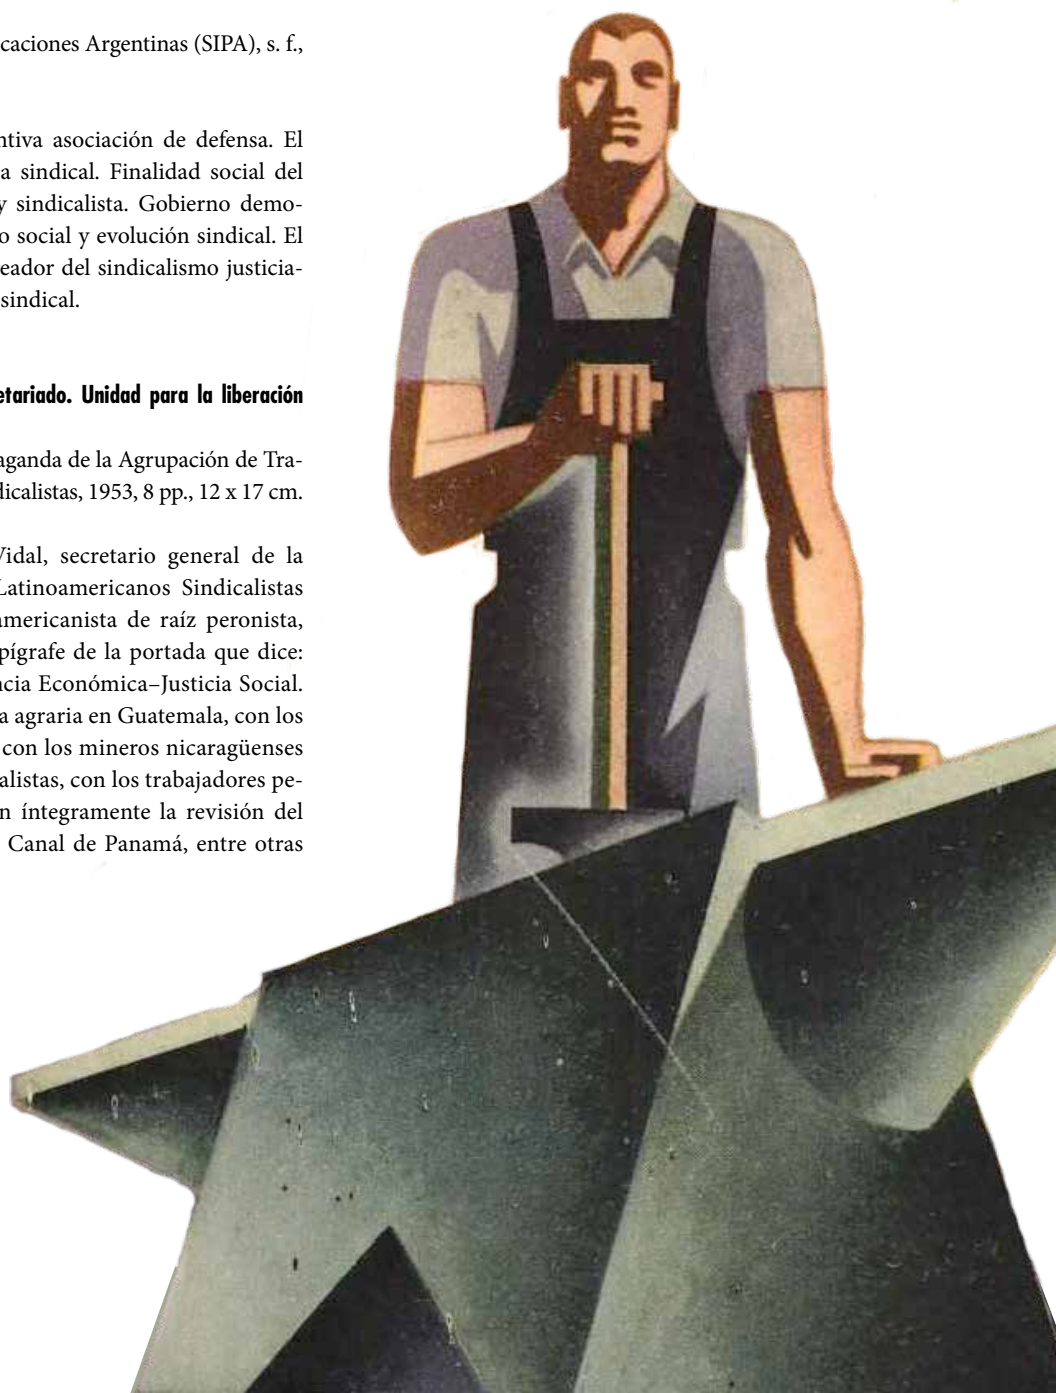 caciones Argentinas (SIPA), s. f.,
ntiva asociación de defensa. El
a sindical. Finalidad social del
y sindicalista. Gobierno demo-
o social y evolución sindical. El
eador del sindicalismo justicia-
sindical.
etariado. Unidad para la liberación
aganda de la Agrupación de Tra-
dicalistas, 1953, 8 pp., 12 x 17 cm.
Vidal, secretario general de la
Latinoamericanos Sindicalistas
americanista de raíz peronista,
pígrafe de la portada que dice:
ncia Económica–Justicia Social.
a agraria en Guatemala, con los
con los mineros nicaragüenses
alistas, con los trabajadores pe-
n íntegramente la revisión del
Canal de Panamá, entre otras